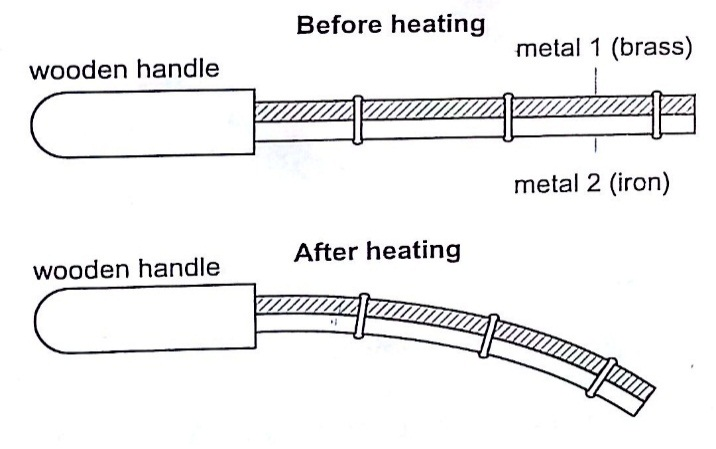 Before heating
metal 1 (brass)
wooden handle
metal 2 (iron)
After heating
wooden handle